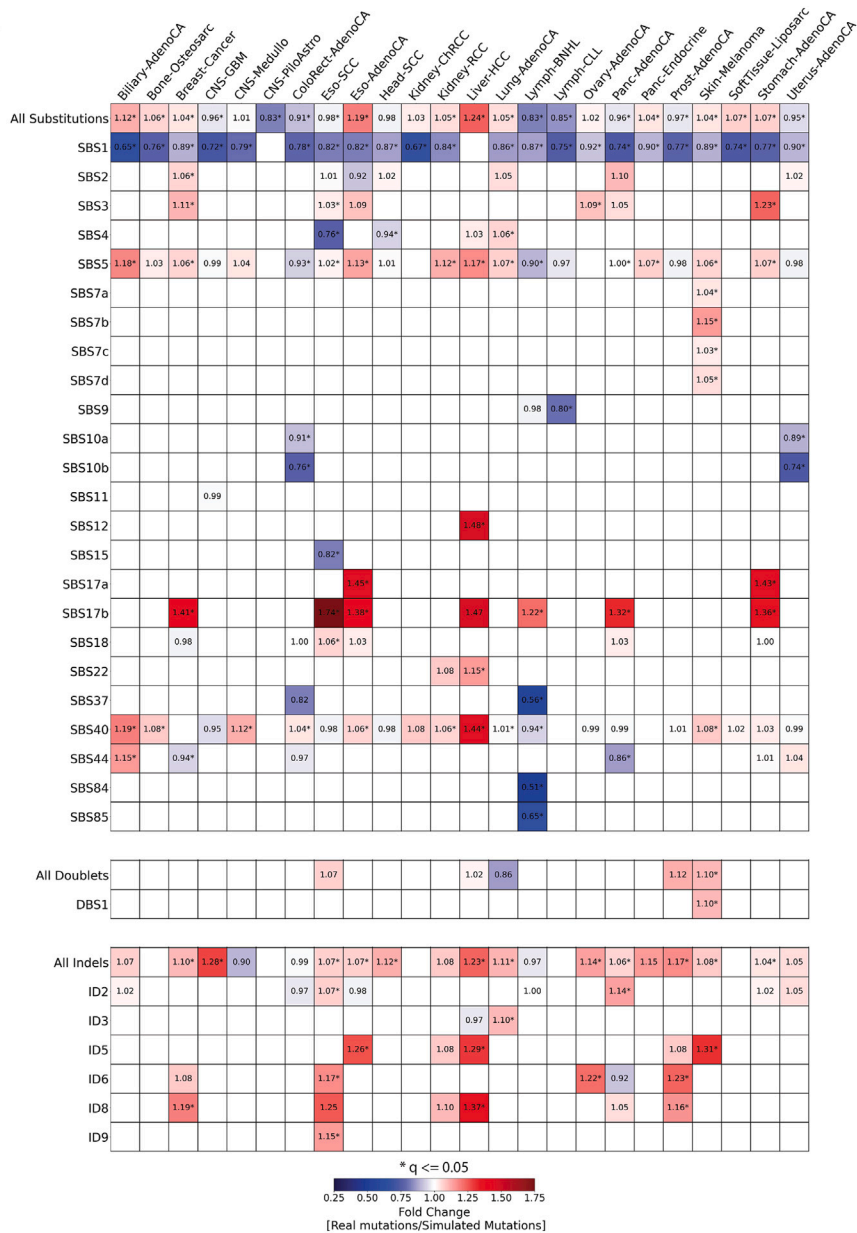 Biliary-AdenoCA
Bone-Osteosarc
Breast-Cancer
CNS-GBM
CNS-Medullo
CNS-PiloAstro
ColoRect-AdenoCA
Eso-SCC
Eso-AdenoCA
Head-SCC
Kidney-ChRCC
Kidney-RCC
Liver-HCC
Lung-AdenoCA
Lymph-BNHL
Lymph-CLL
Ovary-AdenoCA
Panc-AdenoCA
Panc-Endocrine
Prost-AdenoCA
Skin-Melanoma
SoftTissue-Liposarc
Stomach-AdenoCA
Uterus-AdenoCA
All Substitutions 1.12* 1.06* 1.04* 0.96* 1.01 0.83* 0.91* 0.98* 1.19* 0.98 1.03 1.05* 1.24* 1.05* 0.83* 0.85* 1.02 0.96* 1.04* 0.97* 1.04* 1.07* 1.07* 0.95*
SBS1 0.65* 0.76* 0.89* 0.72* 0.79* 0.78* 0.82* 0.82* 0.87* 0.67* 0.84* 0.86* 0.87* 0.75* 0.92* 0.74* 0.90* 0.77* 0.89* 0.74* 0.77* 0.90*
SBS2 1.06* 1.01 0.92 1.02 1.05 1.10 1.02
SBS3 1.11* 1.03* 1.09 1.09* 1.05 1.23*
SBS4 0.76* 0.94* 1.03 1.06*
SBS5 1.18* 1.03 1.06* 0.99 1.04 0.93* 1.02* 1.13* 1.01 1.12* 1.17* 1.07* 0.90* 0.97 1.00* 1.07* 0.98 1.06* 1.07* 0.98
SBS7a 1.04*
SBS7b 1.15*
SBS7c 1.03*
SBS7d 1.05*
SBS9 0.98 0.80*
SBS10a 0.91* 0.89*
SBS10b 0.76* 0.74*
SBS11 0.99
SBS12 1.48*
SBS15 0.82*
SBS17a 1.45* 1.43*
SBS17b 1.41* 1.74* 1.38* 1.47 1.22* 1.32* 1.36*
SBS18 0.98 1.00 1.06* 1.03 1.03 1.00
SBS22 1.08 1.15*
SBS37 0.82 0.56*
SBS40 1.19* 1.08* 0.95 1.12* 1.04* 0.98 1.06* 0.98 1.08 1.06* 1.44* 1.01* 0.94* 0.99 0.99 1.01 1.08* 1.02 1.03 0.99
SBS44 1.15* 0.94* 0.97 0.86* 1.01 1.04
SBS84 0.51*
SBS85 0.65*
All Doublets 1.07 1.02 0.86 1.12 1.10*
DBS1 1.10*
All Indels 1.07 1.10* 1.28* 0.90 0.99 1.07* 1.07* 1.12* 1.08 1.23* 1.11* 0.97 1.14* 1.06* 1.15 1.17* 1.08* 1.04* 1.05
ID2 1.02 0.97 1.07* 0.98 1.00 1.14* 1.02 1.05
ID3 0.97 1.10*
ID5 1.26* 1.08 1.29* 1.08 1.31*
ID6 1.08 1.17* 1.22* 0.92 1.23*
ID8 1.19* 1.25 1.10 1.37* 1.05 1.16*
ID9 1.15*
* q <= 0.05
0.25 0.50 0.75 1.00 1.25 1.50 1.75
Fold Change
[Real mutations/Simulated Mutations]